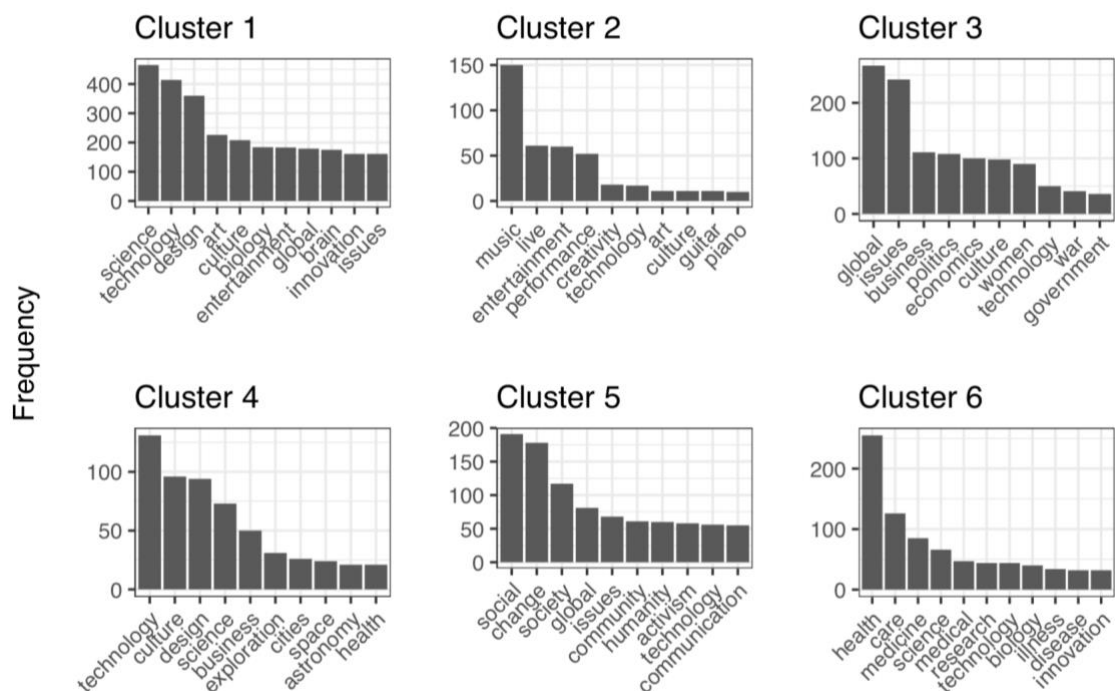 Frequency
Cluster 1
400
300
200
100
0
science
technology
design
art
culture
biology
entertainment
global
brain
innovation
issues
Cluster 2
150
100
50
0
music
live
entertainment
performance
creativity
technology
art
culture
guitar
piano
Cluster 3
200
100
0
global
issues
business
politics
economics
culture
women
technology
war
government
Cluster 4
100
50
0
technology
culture
design
science
business
exploration
cities
space
astronomy
health
Cluster 5
200
150
100
50
0
social
change
society
global
issues
community
humanity
activism
technology
communication
Cluster 6
200
100
0
health
care
medicine
science
medical
research
technology
biology
illness
disease
innovation